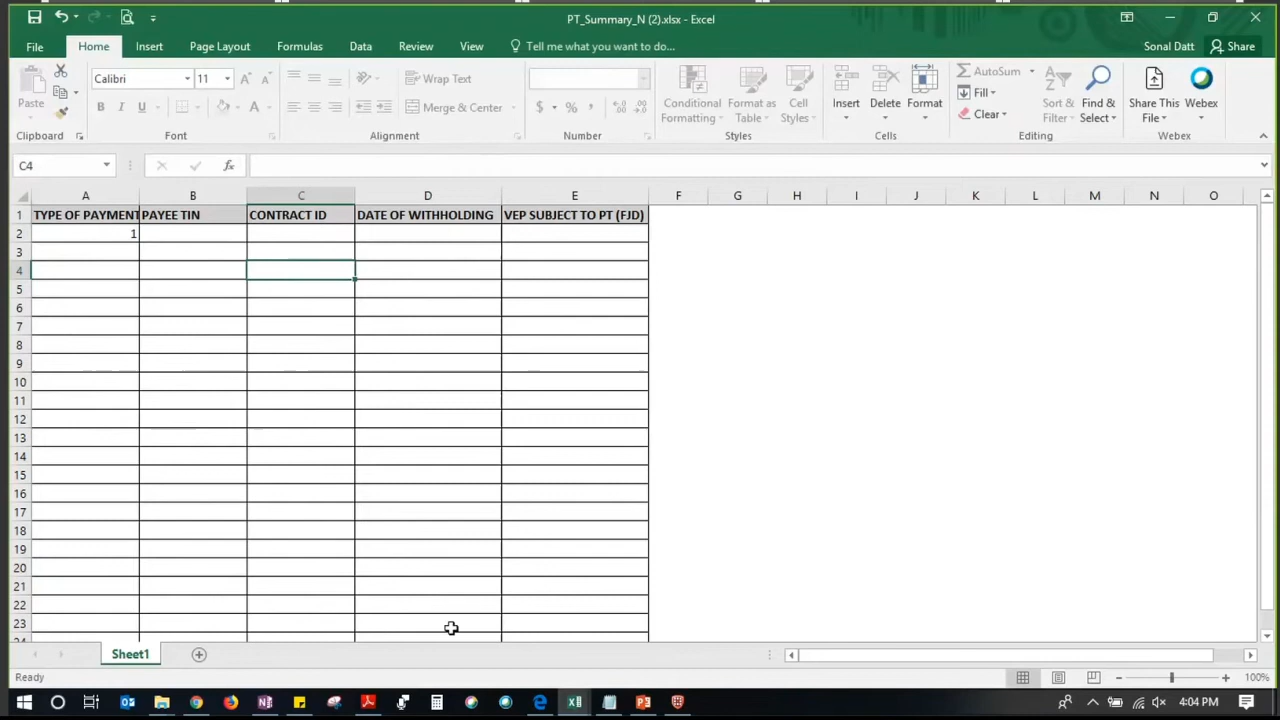 PT_Summary_N (2).xlsx - Excel
File Home Insert Page Layout Formulas Data Review View Tell me what you want to do... Sonal Datt Share
Paste Calibri 11 A A Wrap Text Conditional Formatting Format as Table Cell Styles Insert Delete Format AutoSum Sort & Filter Find & Select Share This File Webex
B I U A Merge & Center $ % , Fill
Clear
Clipboard Font Alignment Number Styles Cells Editing Webex
C4 fx
A B C D E F G H I J K L M N O
1 TYPE OF PAYMENT PAYEE TIN CONTRACT ID DATE OF WITHHOLDING VEP SUBJECT TO PT (FJD)
2 1
3
4
5
6
7
8
9
10
11
12
13
14
15
16
17
18
19
20
21
22
23
24
Sheet1
Ready 100%
4:04 PM